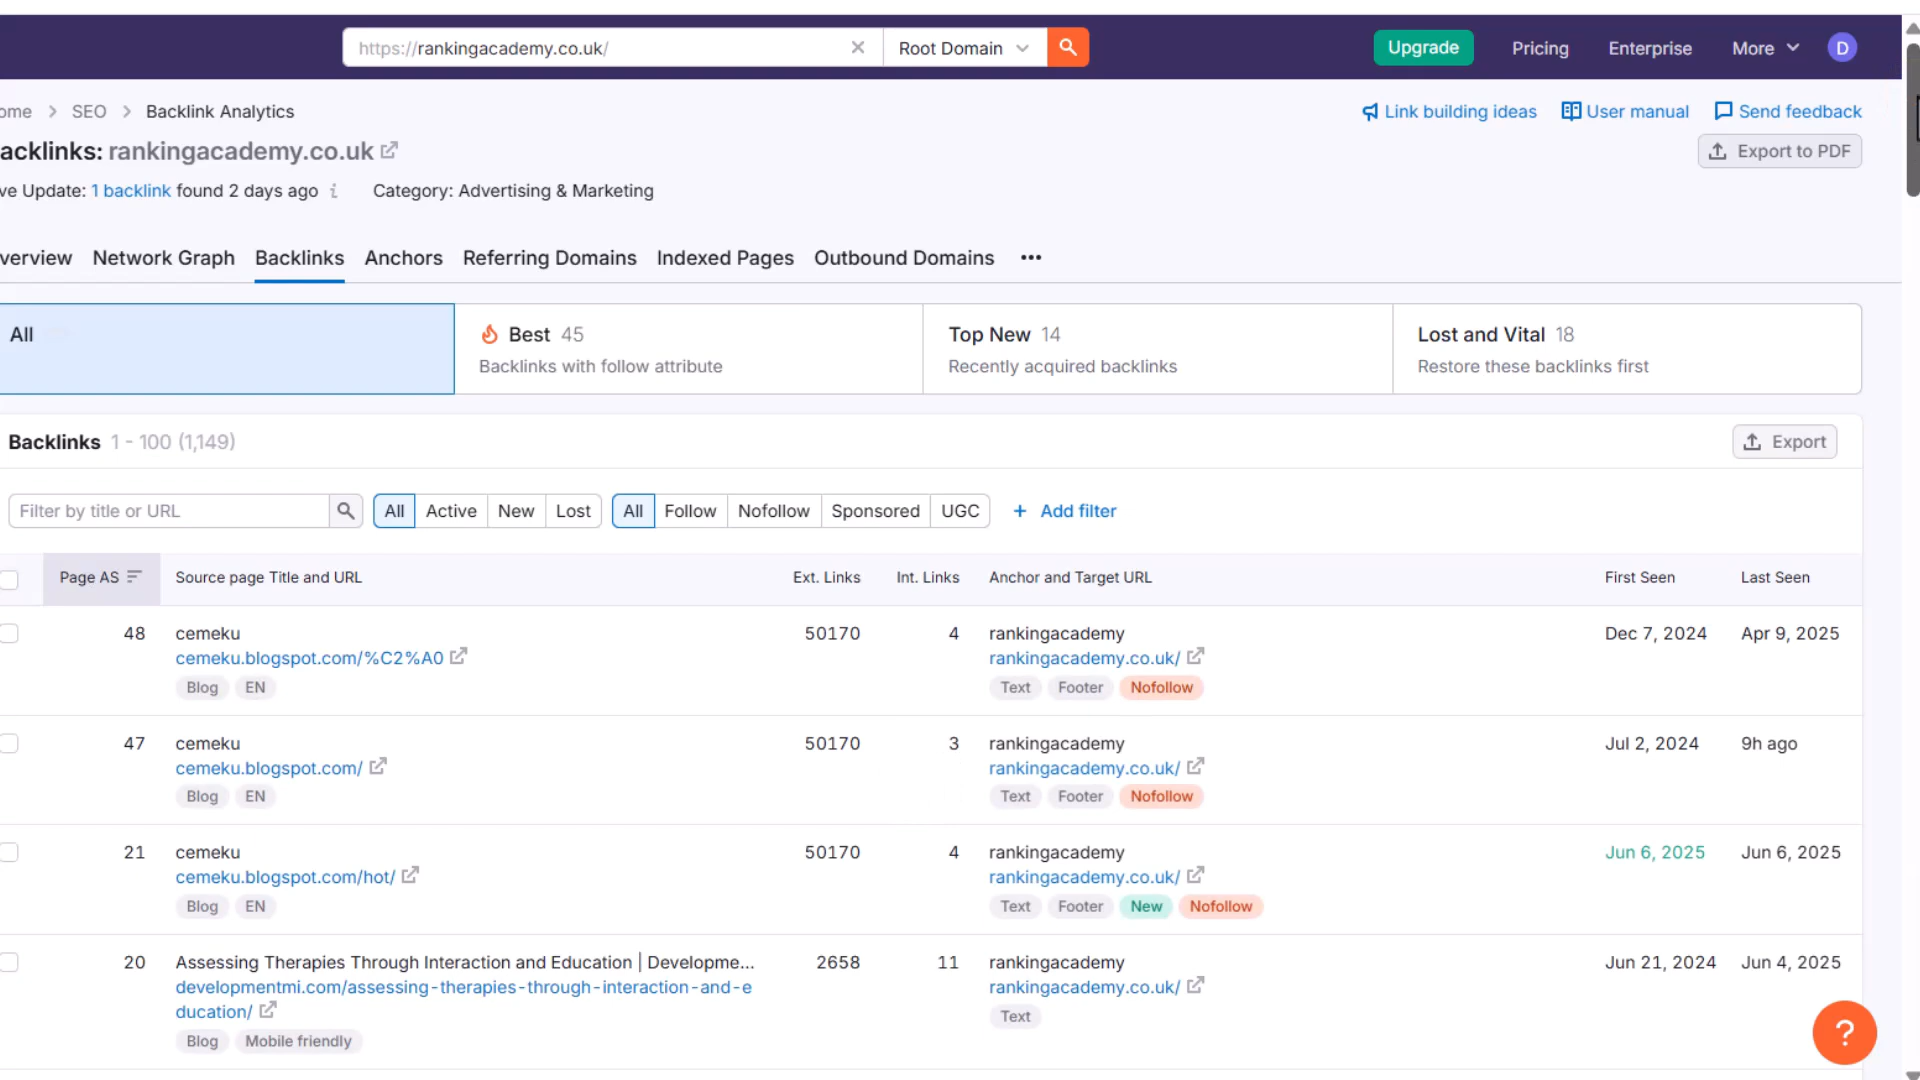 https://rankingacademy.co.uk/
Root Domain
Upgrade
Pricing
Enterprise
More
D
ome > SEO > Backlink Analytics
Link building ideas
User manual
Send feedback
acklinks: rankingacademy.co.uk
Export to PDF
ve Update: 1 backlink found 2 days ago
Category: Advertising & Marketing
verview
Network Graph
Backlinks
Anchors
Referring Domains
Indexed Pages
Outbound Domains
All
Best 45
Backlinks with follow attribute
Top New 14
Recently acquired backlinks
Lost and Vital 18
Restore these backlinks first
Backlinks 1 - 100 (1,149)
Export
Filter by title or URL
All
Active
New
Lost
All
Follow
Nofollow
Sponsored
UGC
+ Add filter
Page AS
Source page Title and URL
Ext. Links
Int. Links
Anchor and Target URL
First Seen
Last Seen
48
cemeku
cemeku.blogspot.com/%C2%A0
Blog EN
50170
4
rankingacademy
rankingacademy.co.uk/
Text Footer Nofollow
Dec 7, 2024
Apr 9, 2025
47
cemeku
cemeku.blogspot.com/
Blog EN
50170
3
rankingacademy
rankingacademy.co.uk/
Text Footer Nofollow
Jul 2, 2024
9h ago
21
cemeku
cemeku.blogspot.com/hot/
Blog EN
50170
4
rankingacademy
rankingacademy.co.uk/
Text Footer New Nofollow
Jun 6, 2025
Jun 6, 2025
20
Assessing Therapies Through Interaction and Education | Developme...
developmentmi.com/assessing-therapies-through-interaction-and-e
ducation/
Blog Mobile friendly
2658
11
rankingacademy
rankingacademy.co.uk/
Text
Jun 21, 2024
Jun 4, 2025
?